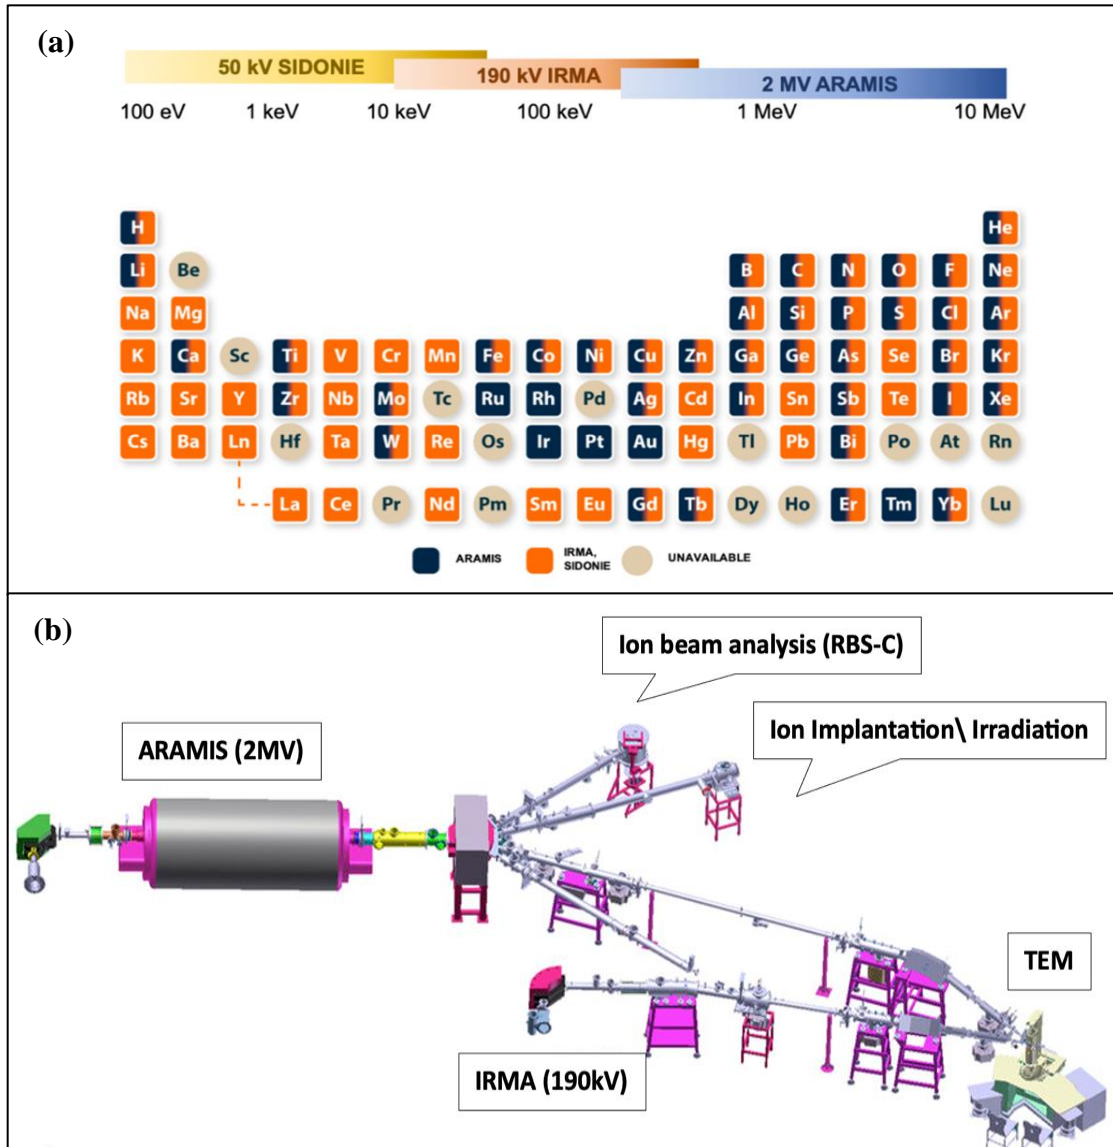 (a)
50 kV SIDONIE
190 kV IRMA
2 MV ARAMIS
100 eV 1 keV 10 keV 100 keV 1 MeV 10 MeV
H He
Li Be B C N O F Ne
Na Mg Al Si P S Cl Ar
K Ca Sc Ti V Cr Mn Fe Co Ni Cu Zn Ga Ge As Se Br Kr
Rb Sr Y Zr Nb Mo Tc Ru Rh Pd Ag Cd In Sn Sb Te I Xe
Cs Ba Ln Hf Ta W Re Os Ir Pt Au Hg Tl Pb Bi Po At Rn
La Ce Pr Nd Pm Sm Eu Gd Tb Dy Ho Er Tm Yb Lu
ARAMIS
IRMA,
SIDONIE
UNAVAILABLE
(b)
Ion beam analysis (RBS-C)
Ion Implantation\ Irradiation
ARAMIS (2MV)
TEM
IRMA (190kV)